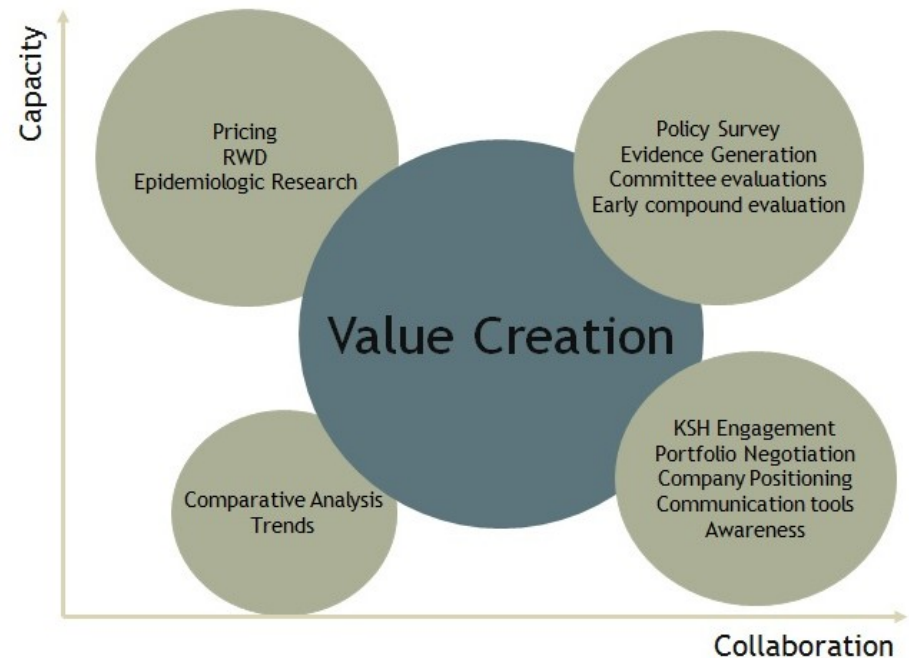 Capacity
Pricing
RWD
Epidemiologic Research
Policy Survey
Evidence Generation
Committee evaluations
Early compound evaluation
Value Creation
Comparative Analysis
Trends
KSH Engagement
Portfolio Negotiation
Company Positioning
Communication tools
Awareness
Collaboration